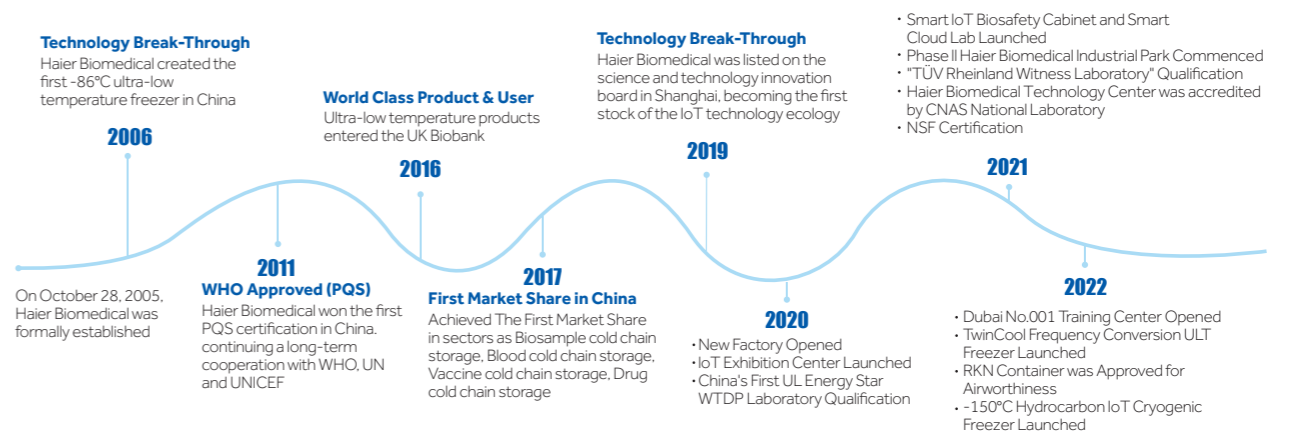 On October 28, 2005,
Haier Biomedical was
formally established
Technology Break-Through
Haier Biomedical created the
first -86°C ultra-low
temperature freezer in China
2006
2011
WHO Approved (PQS)
Haier Biomedical won the first
PQS certification in China.
continuing a long-term
cooperation with WHO, UN
and UNICEF
World Class Product & User
Ultra-low temperature products
entered the UK Biobank
2016
2017
First Market Share in China
Achieved The First Market Share
in sectors as Biosample cold chain
storage, Blood cold chain storage,
Vaccine cold chain storage, Drug
cold chain storage
Technology Break-Through
Haier Biomedical was listed on the
science and technology innovation
board in Shanghai, becoming the first
stock of the IoT technology ecology
2019
2020
• New Factory Opened
• IoT Exhibition Center Launched
• China's First UL Energy Star
WTDP Laboratory Qualification
• Smart IoT Biosafety Cabinet and Smart
Cloud Lab Launched
• Phase II Haier Biomedical Industrial Park Commenced
• "TÜV Rheinland Witness Laboratory" Qualification
• Haier Biomedical Technology Center was accredited
by CNAS National Laboratory
• NSF Certification
2021
2022
• Dubai No.001 Training Center Opened
• TwinCool Frequency Conversion ULT
Freezer Launched
• RKN Container was Approved for
Airworthiness
• -150°C Hydrocarbon IoT Cryogenic
Freezer Launched